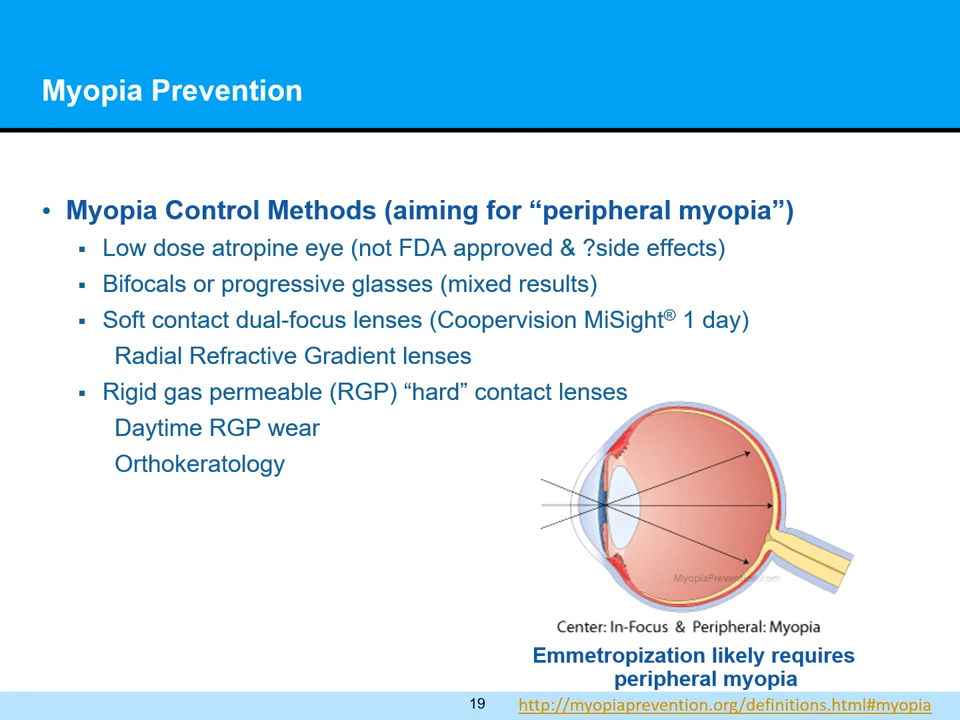 Myopia Prevention
• Myopia Control Methods (aiming for “peripheral myopia”)
▪ Low dose atropine eye (not FDA approved & ?side effects)
▪ Bifocals or progressive glasses (mixed results)
▪ Soft contact dual-focus lenses (Coopervision MiSight® 1 day)
Radial Refractive Gradient lenses
▪ Rigid gas permeable (RGP) “hard” contact lenses
Daytime RGP wear
Orthokeratology
MyopiaPrevention.com
Center: In-Focus & Peripheral: Myopia
Emmetropization likely requires
peripheral myopia
19
http://myopiaprevention.org/definitions.html#myopia